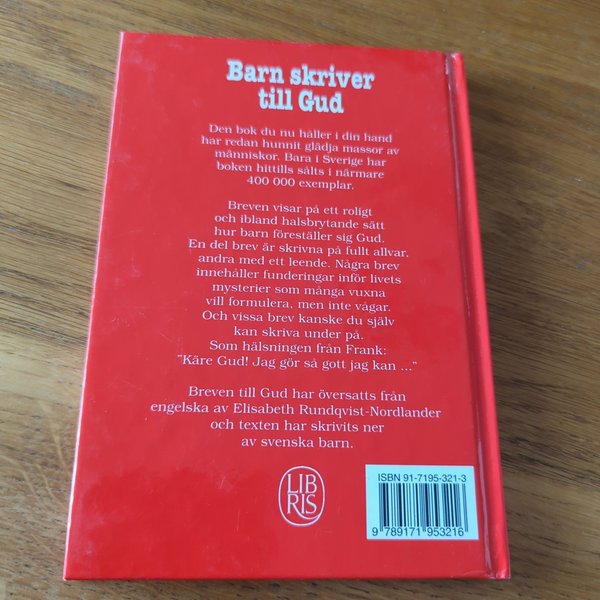 Barn skriver
till Gud
Den bok du nu håller i din hand
har redan hunnit glädja massor av
människor. Bara i Sverige har
boken hittills sålts i närmare
400 000 exemplar.
Breven visar på ett roligt
och ibland halsbrytande sätt
hur barn föreställer sig Gud.
En del brev är skrivna på fullt allvar,
andra med ett leende. Några brev
innehåller funderingar inför livets
mysterier som många vuxna
vill formulera, men inte vågar.
Och vissa brev kanske du själv
kan skriva under på.
Som hälsningen från Frank:
"Käre Gud! Jag gör så gott jag kan ..."
Breven till Gud har översatts från
engelska av Elisabeth Rundqvist-Nordlander
och texten har skrivits ner
av svenska barn.
LIB
RIS
ISBN 91-7195-321-3
9 789171 953216